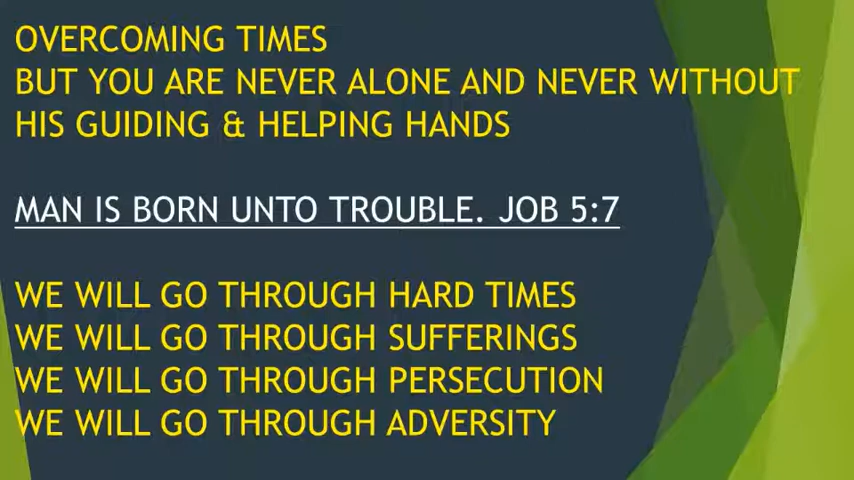 OVERCOMING TIMES
BUT YOU ARE NEVER ALONE AND NEVER WITHOUT
HIS GUIDING & HELPING HANDS
MAN IS BORN UNTO TROUBLE. JOB 5:7
WE WILL GO THROUGH HARD TIMES
WE WILL GO THROUGH SUFFERINGS
WE WILL GO THROUGH PERSECUTION
WE WILL GO THROUGH ADVERSITY